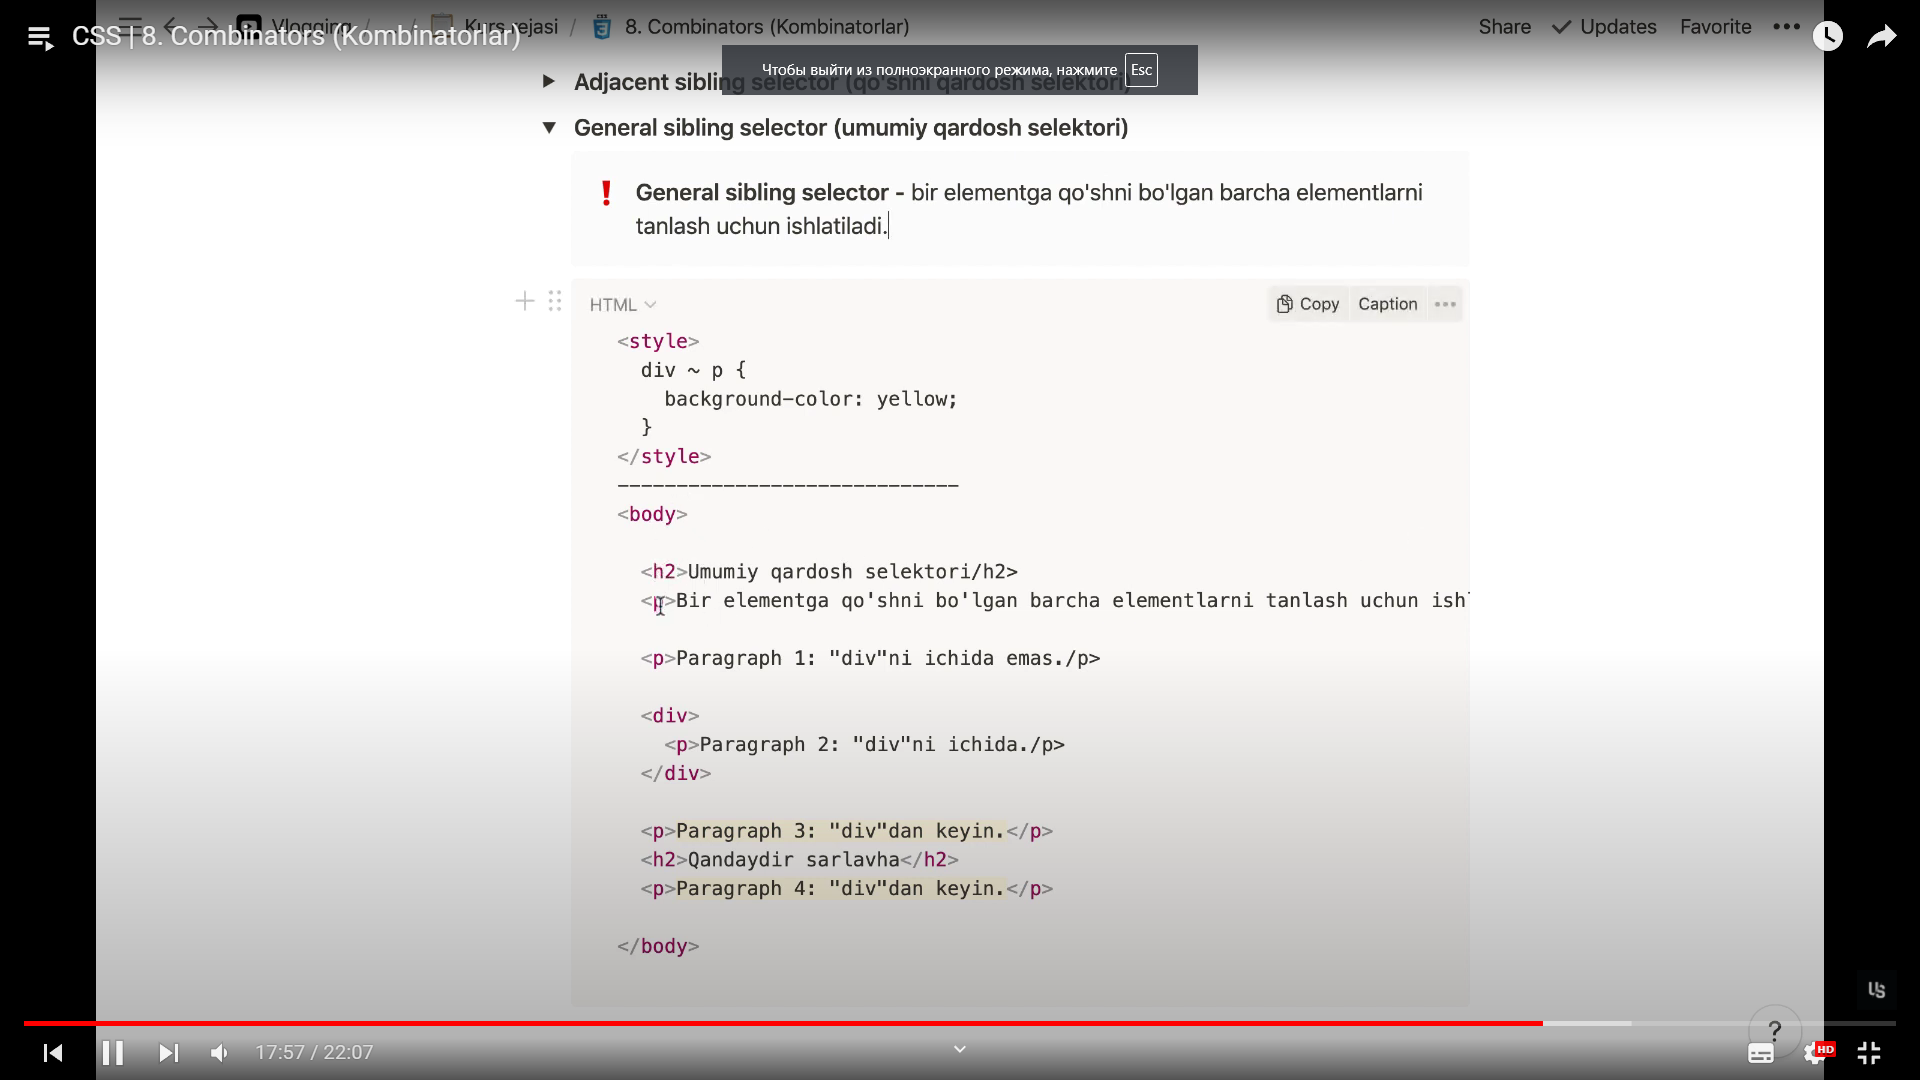 Vlogging / / Kurs rejasi / 8. Combinators (Kombinatorlar)
Share Updates Favorite
CSS | 8. Combinators (Kombinatorlar)
Чтобы выйти из полноэкранного режима, нажмите Esc
Adjacent sibling selector (qo'shni qardosh selektori)
General sibling selector (umumiy qardosh selektori)
General sibling selector - bir elementga qo'shni bo'lgan barcha elementlarni
tanlash uchun ishlatiladi.
HTML
Copy Caption
<style>
div ~ p {
background-color: yellow;
}
</style>
-----------------------------
<body>
<h2>Umumiy qardosh selektori/h2>
<p>Bir elementga qo'shni bo'lgan barcha elementlarni tanlash uchun ishl
<p>Paragraph 1: "div"ni ichida emas./p>
<div>
<p>Paragraph 2: "div"ni ichida./p>
</div>
<p>Paragraph 3: "div"dan keyin.</p>
<h2>Qandaydir sarlavha</h2>
<p>Paragraph 4: "div"dan keyin.</p>
</body>
?
17:57 / 22:07
HD